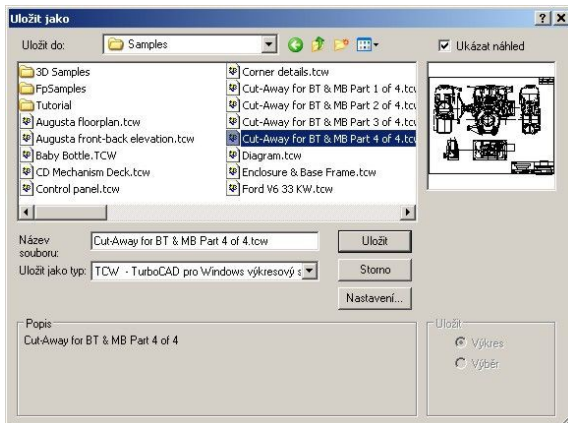 Uložit jako
Uložit do: Samples
Ukázat náhled
3D Samples
FpSamples
Tutorial
Augusta floorplan.tcw
Augusta front-back elevation.tcw
Baby Bottle.TCW
CD Mechanism Deck.tcw
Control panel.tcw
Corner details.tcw
Cut-Away for BT & MB Part 1 of 4.tcw
Cut-Away for BT & MB Part 2 of 4.tcw
Cut-Away for BT & MB Part 3 of 4.tcw
Cut-Away for BT & MB Part 4 of 4.tcw
Diagram.tcw
Enclosure & Base Frame.tcw
Ford V6 33 KW.tcw
Název
souboru:
Cut-Away for BT & MB Part 4 of 4.tcw
Uložit
Uložit jako typ: TCW - TurboCAD pro Windows výkresový s
Storno
Nastavení...
Popis
Cut-Away for BT & MB Part 4 of 4
Uložit
Výkres
Výběr